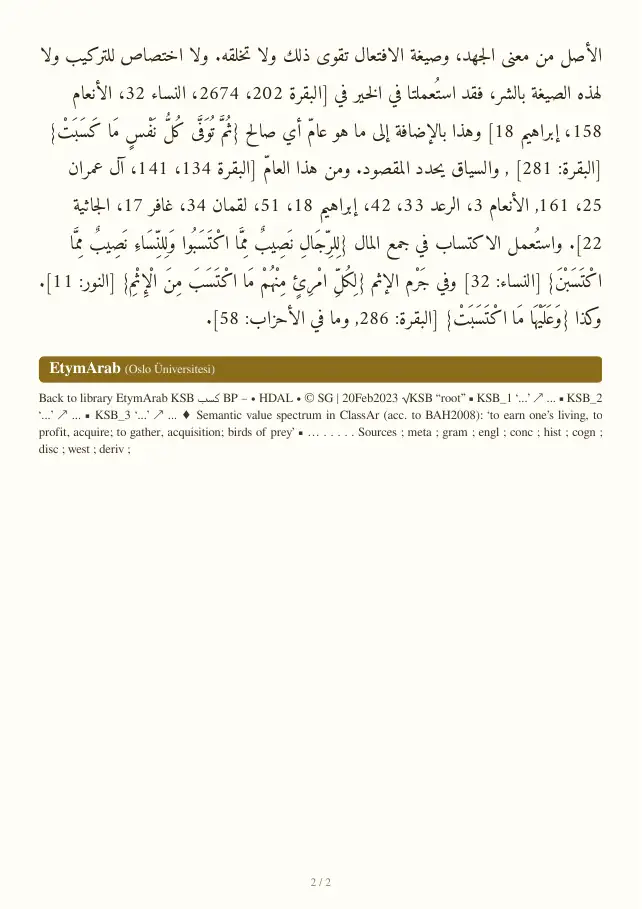 الأصل من معنى الجهد، وصيغة الافتعال تقوى ذلك ولا تخلقه. ولا اختصاص للتركيب ولا
لهذه الصيغة بالشر، فقد استُعملتا في الخير في [البقرة 202، 2674، النساء 32، الأنعام
158، إبراهيم 18] وهذا بالإضافة إلى ما هو عامّ أي صالح {ثُمَّ تُوَفَّى كُلُّ نَفْسٍ مَا كَسَبَتْ}
[البقرة: 281] , والسياق يحدد المقصود. ومن هذا العامّ [البقرة 134، 141، آل عمران
25، 161, الأنعام 3، الرعد 33، 42، إبراهيم 18، 51، لقمان 34، غافر 17، الجاثية
22]. واستُعمل الاكتساب في جمع المال {لِلرِّجَالِ نَصِيبٌ مِمَّا اكْتَسَبُوا وَلِلنِّسَاءِ نَصِيبٌ مِمَّا
اكْتَسَبْنَ} [النساء: 32] وفي جَرْم الإثم {لِكُلِّ امْرِئٍ مِنْهُمْ مَا اكْتَسَبَ مِنَ الْإِثْمِ} [النور: 11].
وكذا {وَعَلَيْهَا مَا اكْتَسَبَتْ} [البقرة: 286, وما في الأحزاب: 58].
EtymArab (Oslo Üniversitesi)
Back to library EtymArab KSB كسب BP – • HDAL • © SG | 20Feb2023 √KSB “root” ▪ KSB_1 ‘...’ ↗ ... ▪ KSB_2
‘...’ ↗ ... ▪ KSB_3 ‘...’ ↗ ... ♦ Semantic value spectrum in ClassAr (acc. to BAH2008): ‘to earn one’s living, to
profit, acquire; to gather, acquisition; birds of prey’ ▪ … . . . . . Sources ; meta ; gram ; engl ; conc ; hist ; cogn ;
disc ; west ; deriv ;
2 / 2